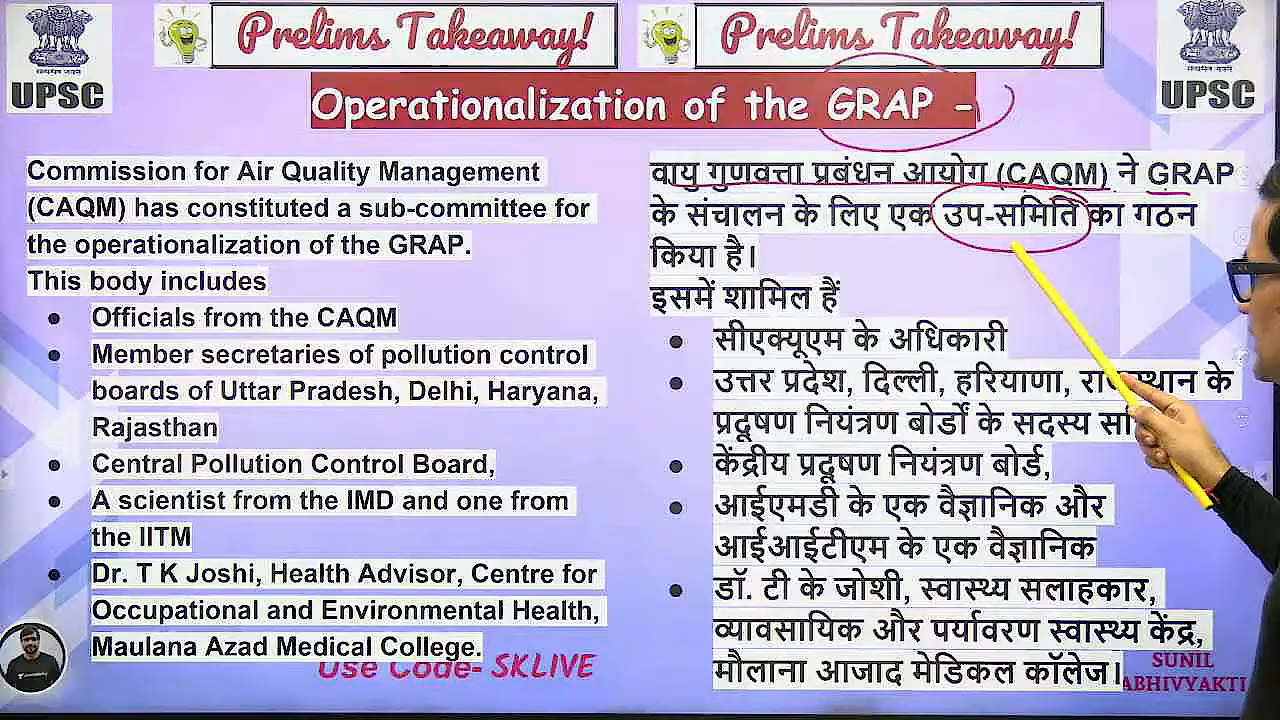 Prelims Takeaway!
Prelims Takeaway!
सत्यमेव जयते
UPSC
सत्यमेव जयते
UPSC
Operationalization of the GRAP -
Commission for Air Quality Management
(CAQM) has constituted a sub-committee for
the operationalization of the GRAP.
This body includes
● Officials from the CAQM
● Member secretaries of pollution control
boards of Uttar Pradesh, Delhi, Haryana,
Rajasthan
● Central Pollution Control Board,
● A scientist from the IMD and one from
the IITM
● Dr. T K Joshi, Health Advisor, Centre for
Occupational and Environmental Health,
Maulana Azad Medical College.
Use Code- SKLIVE
वायु गुणवत्ता प्रबंधन आयोग (CAQM) ने GRAP
के संचालन के लिए एक उप-समिति का गठन
किया है।
इसमें शामिल हैं
● सीएक्यूएम के अधिकारी
● उत्तर प्रदेश, दिल्ली, हरियाणा, के
प्रदूषण नियंत्रण बोर्डों के सदस्य
● केंद्रीय प्रदूषण नियंत्रण बोर्ड,
● आईएमडी के एक वैज्ञानिक और
आईआईटीएम के एक वैज्ञानिक
● डॉ. टी के जोशी, स्वास्थ्य सलाहकार,
व्यावसायिक और पर्यावरण स्वास्थ्य केंद्र,
मौलाना आजाद मेडिकल कॉलेज।
SUNIL
ABHIVYAKTI